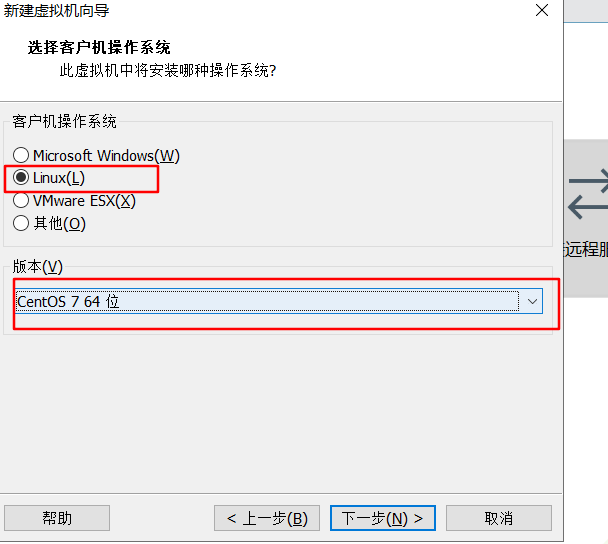 新建虚拟机向导
选择客户机操作系统
此虚拟机中将安装哪种操作系统?
客户机操作系统
Microsoft Windows(W)
Linux(L)
VMware ESX(X)
其他(O)
版本(V)
CentOS 7 64 位
远程服
帮助
< 上一步(B)
下一步(N) >
取消